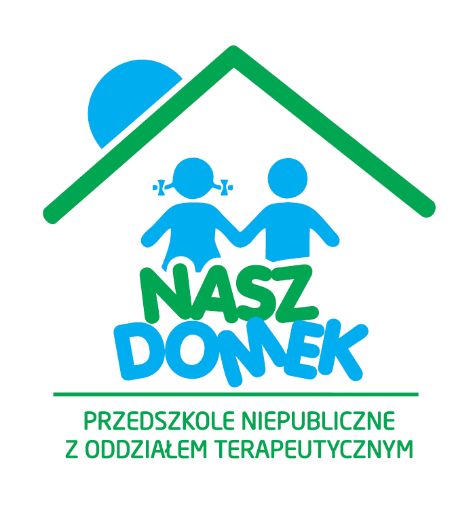 NASZ
DOMEK
PRZEDSZKOLE NIEPUBLICZNE
Z ODDZIAŁEM TERAPEUTYCZNYM